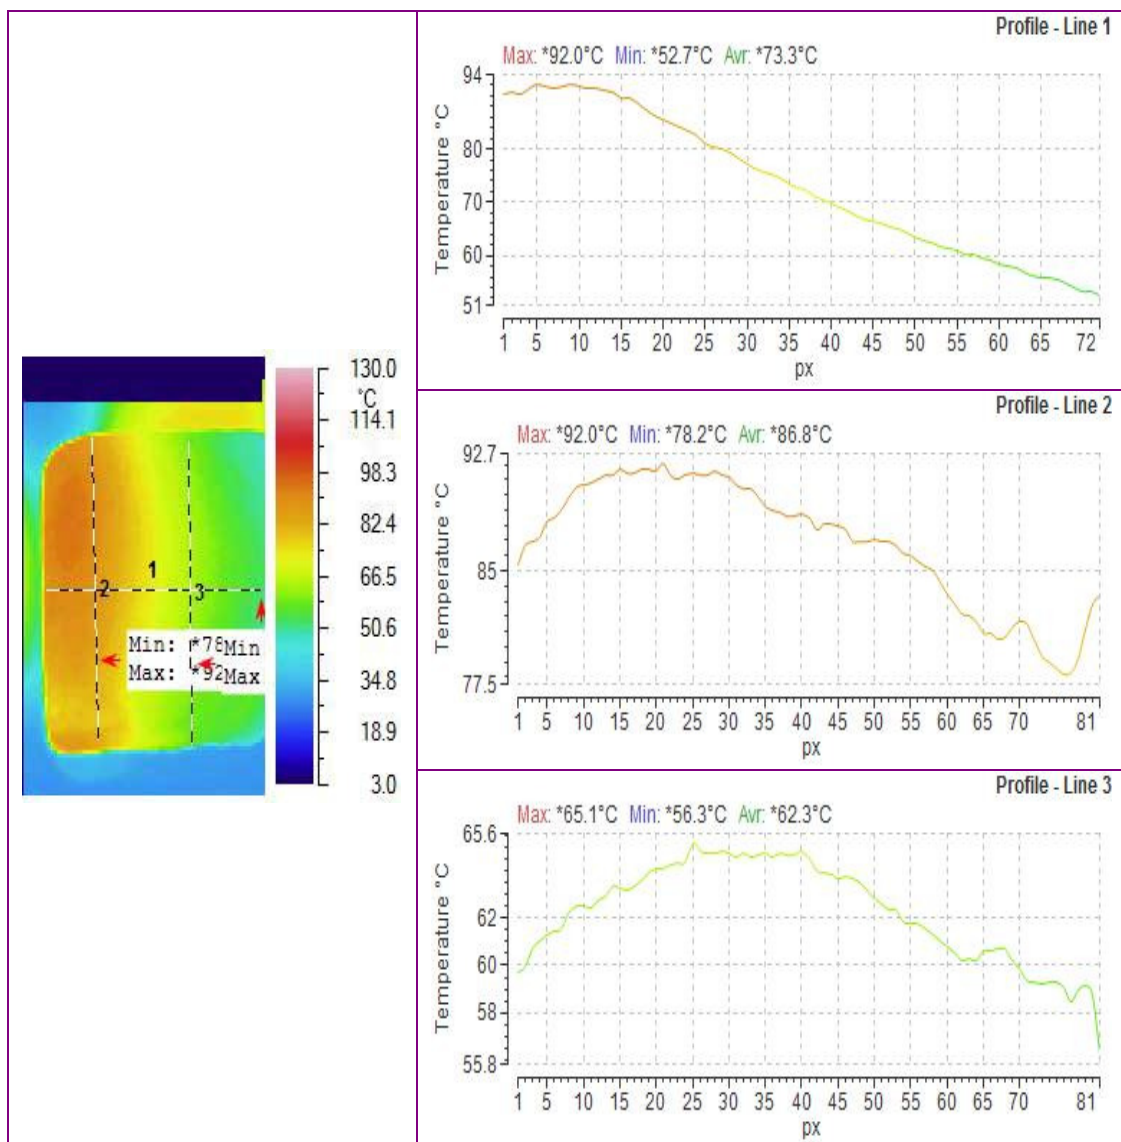 130.0
°C
114.1
98.3
82.4
66.5
50.6
34.8
18.9
3.0
1
2
3
Min: *78
Max: *92
Min
Max
Profile - Line 1
Max: *92.0°C Min: *52.7°C Avr: *73.3°C
Temperature °C
94
80
70
60
51
1 5 10 15 20 25 30 35 40 45 50 55 60 65 72
px
Profile - Line 2
Max: *92.0°C Min: *78.2°C Avr: *86.8°C
Temperature °C
92.7
85
77.5
1 5 10 15 20 25 30 35 40 45 50 55 60 65 70 81
px
Profile - Line 3
Max: *65.1°C Min: *56.3°C Avr: *62.3°C
Temperature °C
65.6
62
60
58
55.8
1 5 10 15 20 25 30 35 40 45 50 55 60 65 70 81
px